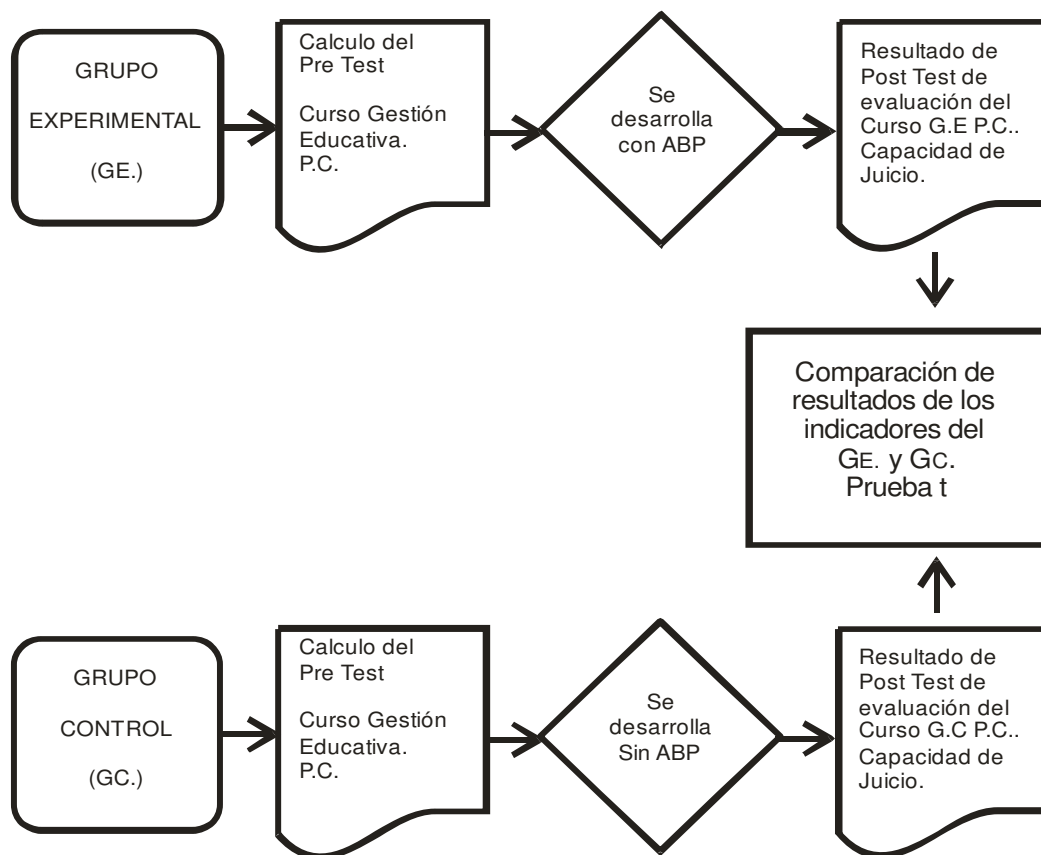 GRUPO
EXPERIMENTAL
(GE.)
Calculo del
Pre Test
Curso Gestión
Educativa.
P.C.
Se
desarrolla
con ABP
Resultado de
Post Test de
evaluación del
Curso G.E P.C..
Capacidad de
Juicio.
Comparación de
resultados de los
indicadores del
GE. y GC.
Prueba t
GRUPO
CONTROL
(GC.)
Calculo del
Pre Test
Curso Gestión
Educativa.
P.C.
Se
desarrolla
Sin ABP
Resultado de
Post Test de
evaluación del
Curso G.C P.C..
Capacidad de
Juicio.